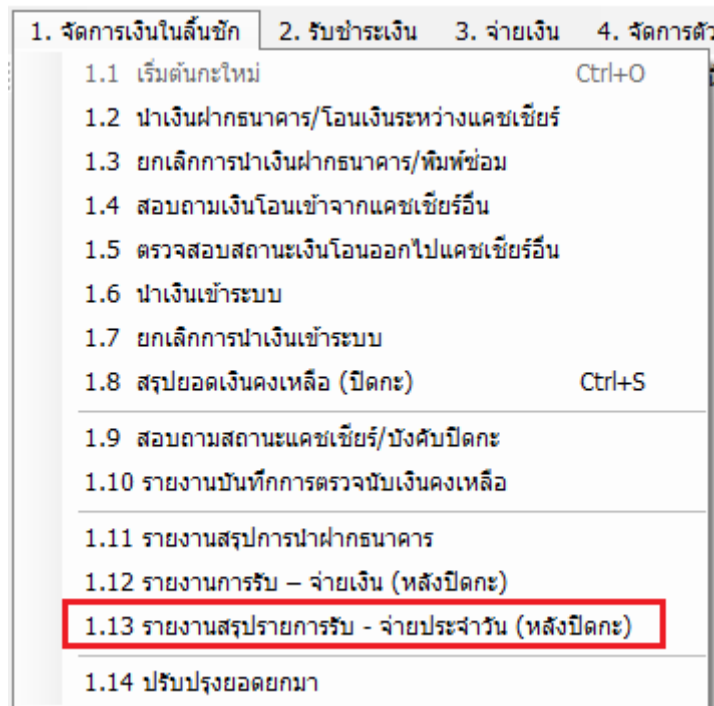 1. จัดการเงินในลิ้นชัก 2. รับชำระเงิน 3. จ่ายเงิน 4. จัดการตัว
1.1 เริ่มต้นกะใหม่ Ctrl+O
1.2 นำเงินฝากธนาคาร/โอนเงินระหว่างแคชเชียร์
1.3 ยกเลิกการนำเงินฝากธนาคาร/พิมพ์ซ่อม
1.4 สอบถามเงินโอนเข้าจากแคชเชียร์อื่น
1.5 ตรวจสอบสถานะเงินโอนออกไปแคชเชียร์อื่น
1.6 นำเงินเข้าระบบ
1.7 ยกเลิกการนำเงินเข้าระบบ
1.8 สรุปยอดเงินคงเหลือ (ปิดกะ) Ctrl+S
1.9 สอบถามสถานะแคชเชียร์/บังคับปิดกะ
1.10 รายงานบันทึกการตรวจนับเงินคงเหลือ
1.11 รายงานสรุปการนำฝากธนาคาร
1.12 รายงานการรับ – จ่ายเงิน (หลังปิดกะ)
1.13 รายงานสรุปรายการรับ - จ่ายประจำวัน (หลังปิดกะ)
1.14 ปรับปรุงยอดยกมา